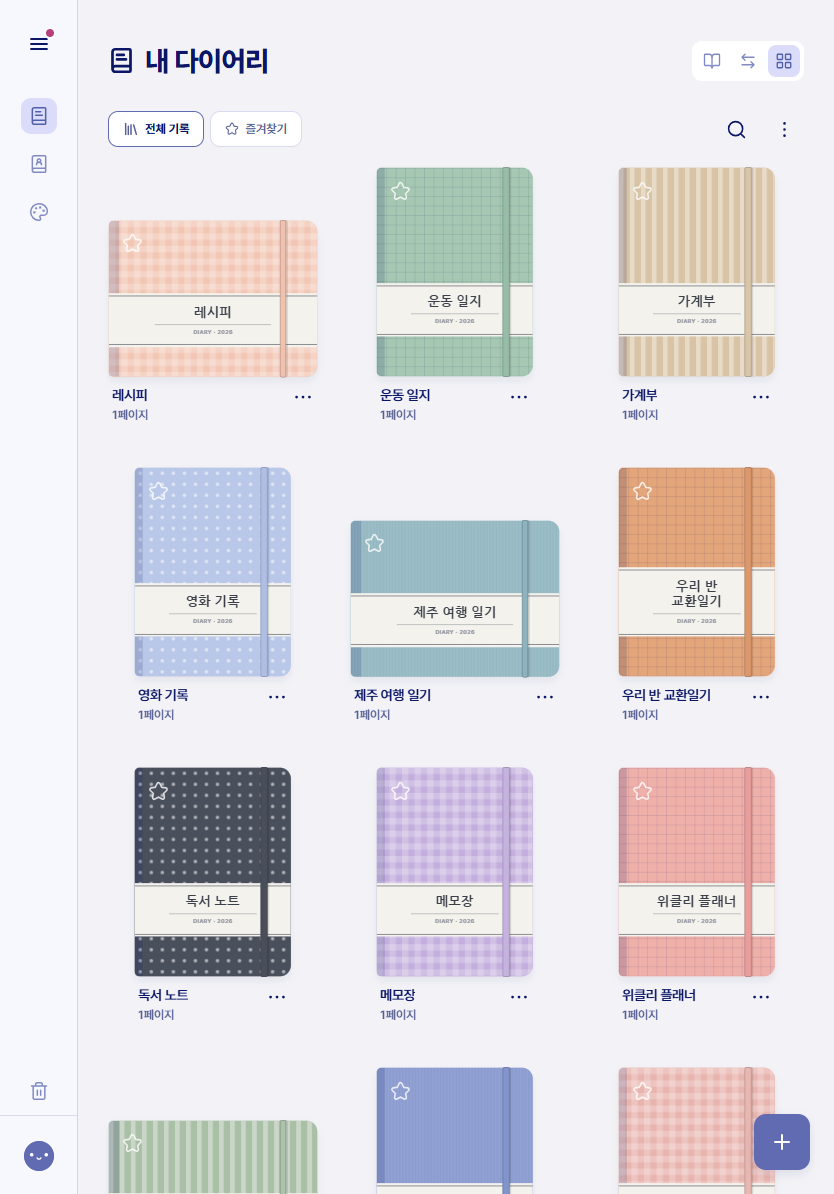 내 다이어리
전체 기록
즐겨찾기
레시피
DIARY · 2026
레시피
1페이지
운동 일지
DIARY · 2026
운동 일지
1페이지
가계부
DIARY · 2026
가계부
1페이지
영화 기록
DIARY · 2026
영화 기록
1페이지
제주 여행 일기
DIARY · 2026
제주 여행 일기
1페이지
우리 반
교환일기
DIARY · 2026
우리 반 교환일기
1페이지
독서 노트
DIARY · 2026
독서 노트
1페이지
메모장
DIARY · 2026
메모장
1페이지
위클리 플래너
DIARY · 2026
위클리 플래너
1페이지